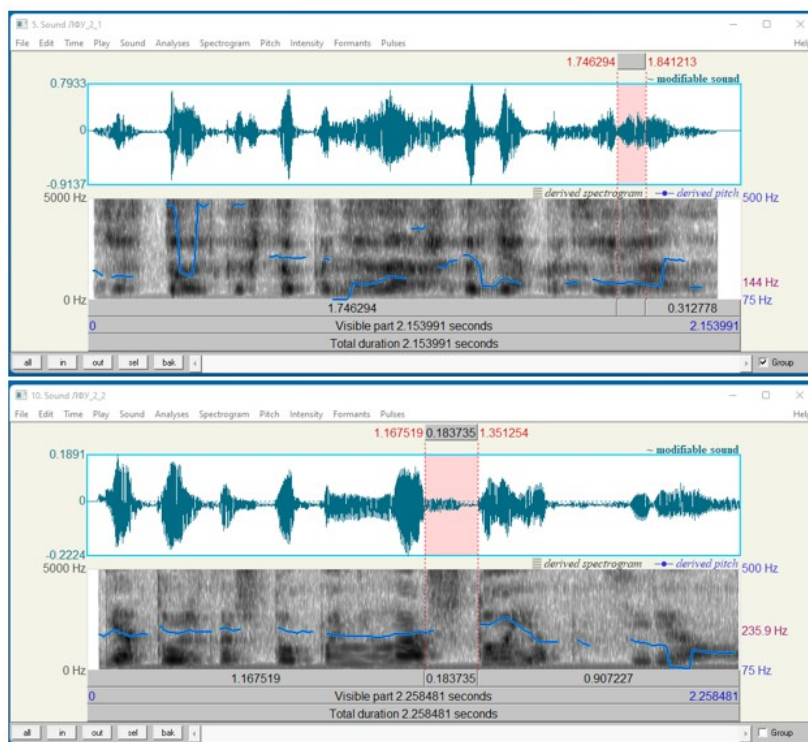 5. Sound ЛФУ_2_1
File Edit Time Play Sound Analyses Spectrogram Pitch Intensity Formants Pulses Help
1.746294 1.841213
~ modifiable sound
0.7933
0
-0.9137
derived spectrogram derived pitch
5000 Hz 500 Hz
144 Hz
0 Hz 75 Hz
1.746294 0.312778
0 Visible part 2.153991 seconds 2.153991
Total duration 2.153991 seconds
all in out sel bak Group
10. Sound ЛФУ_2_2
File Edit Time Play Sound Analyses Spectrogram Pitch Intensity Formants Pulses
1.167519 0.183735 1.351254
~ modifiable sound
0.1891
0
-0.2224
derived spectrogram derived pitch
5000 Hz 500 Hz
235.9 Hz
0 Hz 75 Hz
1.167519 0.183735 0.907227
0 Visible part 2.258481 seconds 2.258481
Total duration 2.258481 seconds
all in out sel bak Group